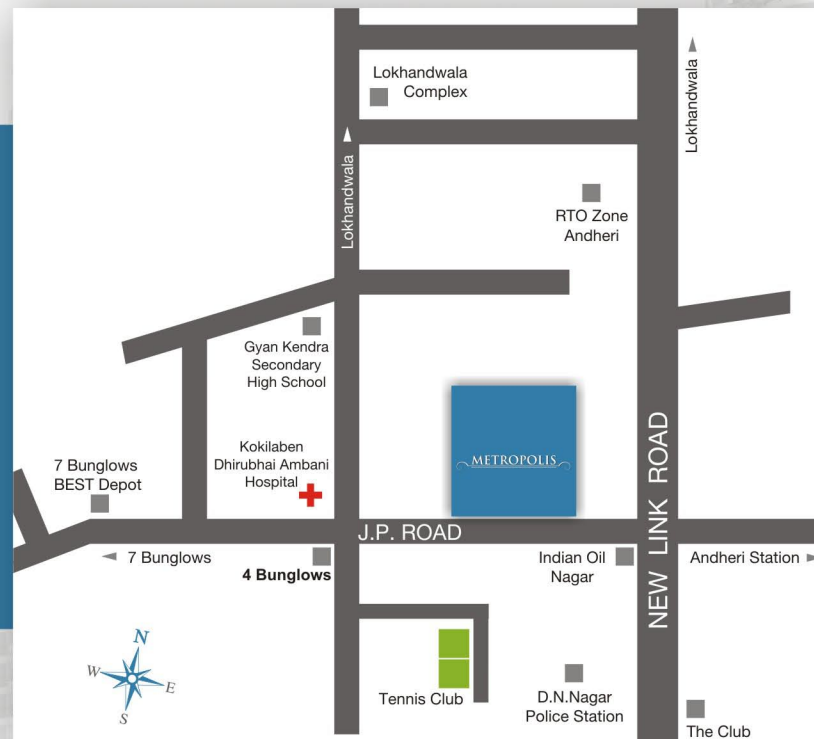 Lokhandwala
Complex
Lokhandwala
Lokhandwala
RTO Zone
Andheri
Gyan Kendra
Secondary
High School
METROPOLIS
Kokilaben
Dhirubhai Ambani
Hospital
7 Bunglows
BEST Depot
NEW LINK ROAD
J.P. ROAD
7 Bunglows
4 Bunglows
Indian Oil
Nagar
Andheri Station
N
W
E
S
Tennis Club
D.N.Nagar
Police Station
The Club